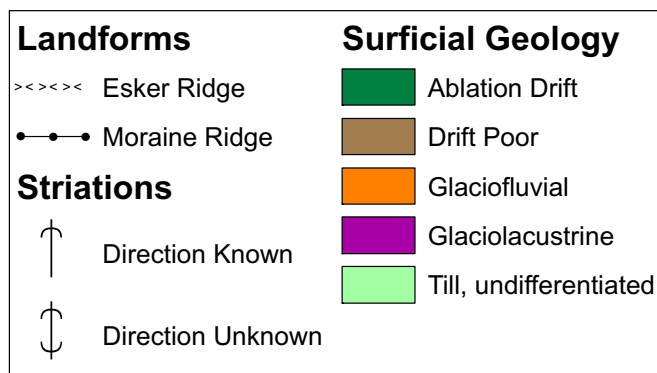 Landforms
Esker Ridge
Moraine Ridge
Striations
Direction Known
Direction Unknown
Surficial Geology
Ablation Drift
Drift Poor
Glaciofluvial
Glaciolacustrine
Till, undifferentiated